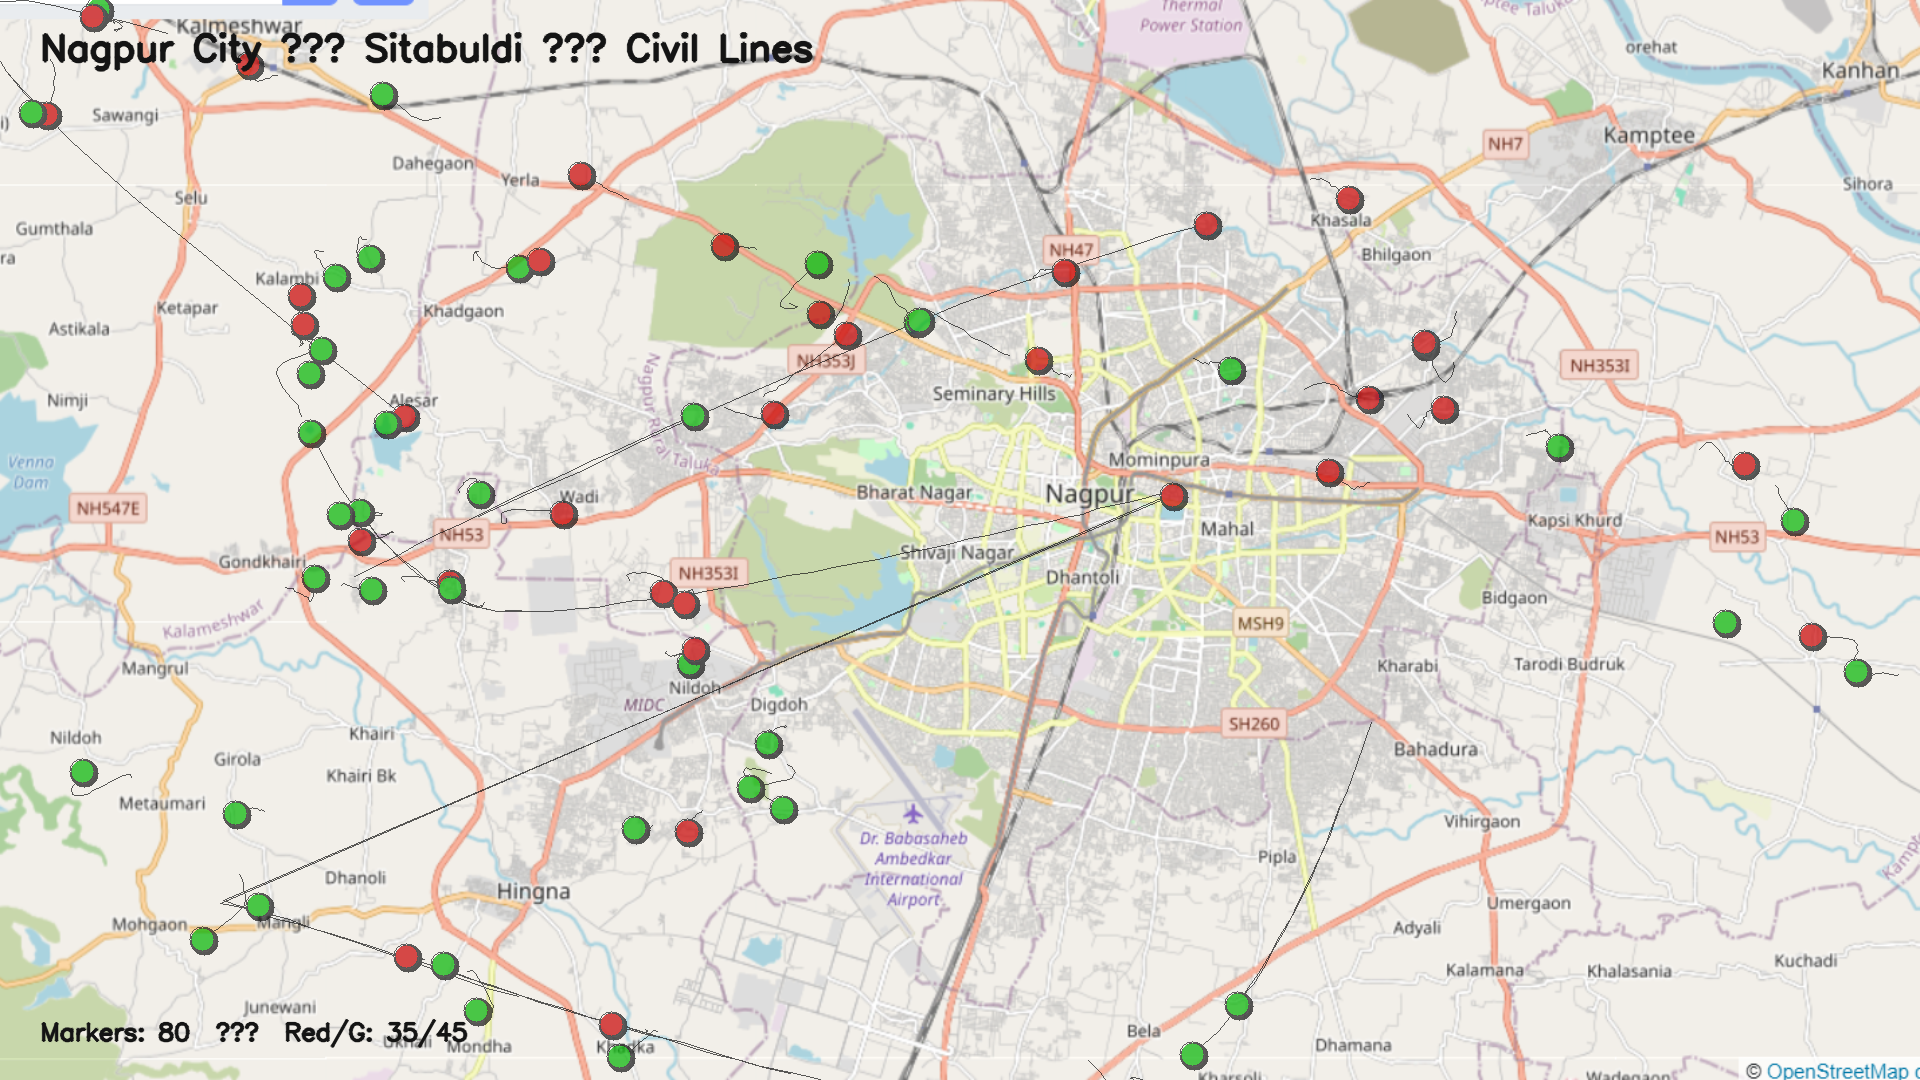 Thermal
Power Station
Kalmeshwar
Nagpur City ??? Sitabuldi ??? Civil Lines
orehat
Kanhan
Sawangi
Kamptee
NH7
Dahegaon
Yerla
Selu
Sihora
Khasala
Gumthala
NH47
Bhilgaon
Kalambi
Ketapar
Khadgaon
Astikala
NH353J
NH353I
Seminary Hills
Nimji
Alesar
Nagpur Rural Taluka
Mominpura
Venna
Dam
Bharat Nagar
Nagpur
Wadi
NH547E
Kapsi Khurd
Mahal
NH53
NH53
Shivaji Nagar
Gondkhairi
NH353I
Dhantoli
Bidgaon
Kalameshwar
MSH9
Mangrul
Kharabi
Tarodi Budruk
Nildoh
MIDC
Digdoh
SH260
Nildoh
Khairi
Bahadura
Girola
Khairi Bk
Metaumari
Vihirgaon
Dr. Babasaheb
Ambedkar
International
Airport
Pipla
Dhanoli
Hingna
Umergaon
Mohgaon
Mangli
Adyali
Kuchadi
Kalamana
Khalasania
Junewani
Markers: 80 ??? Red/G: 35/45
Bela
Mondha
Dhamana
Kharsoli
Wadegaon
© OpenStreetMap